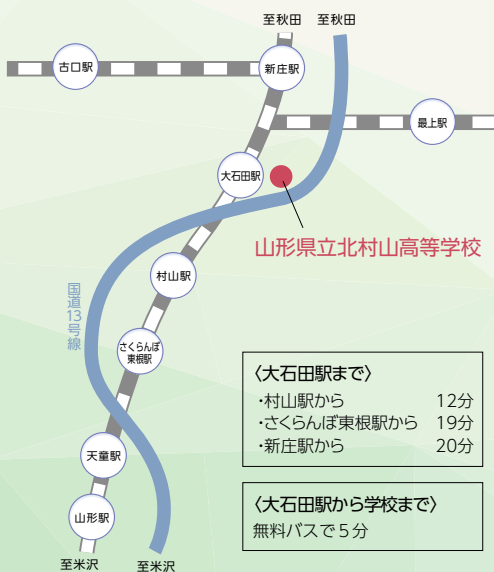 至秋田
至秋田
古口駅
新庄駅
最上駅
大石田駅
山形県立北村山高等学校
村山駅
国道13号線
さくらんぼ
東根駅
天童駅
山形駅
至米沢
至米沢
〈大石田駅まで〉
・村山駅から 12分
・さくらんぼ東根駅から 19分
・新庄駅から 20分
〈大石田駅から学校まで〉
無料バスで５分